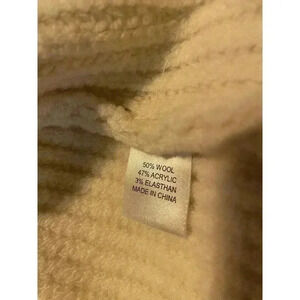 50% WOOL
47% ACRYLIC
3% ELASTHAN
MADE IN CHINA